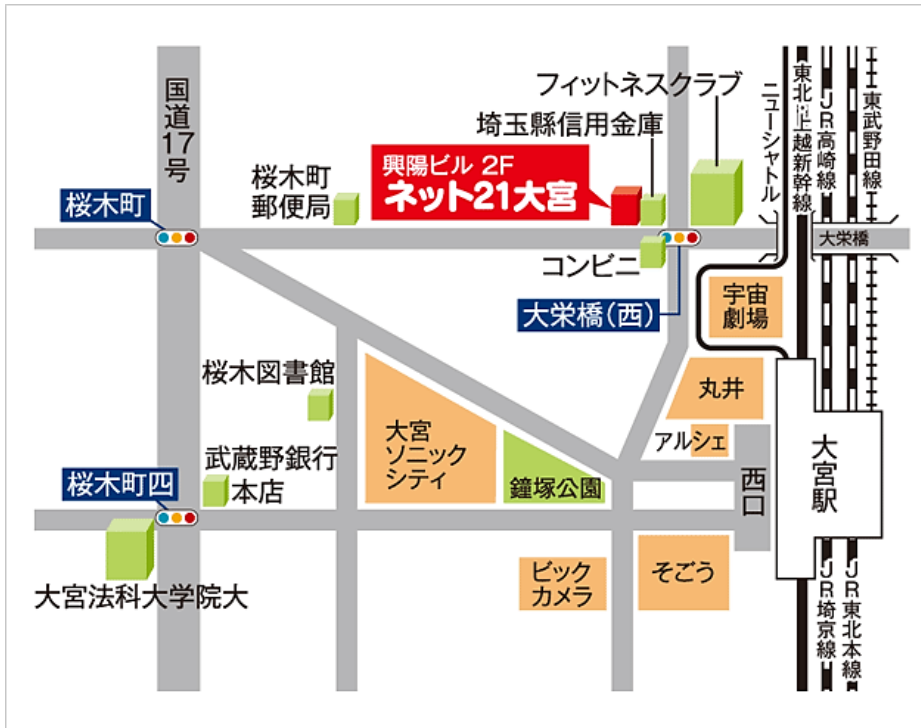 国道17号
フィットネスクラブ
埼玉縣信用金庫
興陽ビル 2F
ネット21大宮
桜木町
郵便局
桜木町
コンビニ
大栄橋(西)
ニューシャトル
東北・上越新幹線
JR高崎線
東武野田線
大栄橋
宇宙
劇場
丸井
アルシェ
西口
大宮駅
桜木図書館
大宮
ソニック
シティ
鐘塚公園
武蔵野銀行
本店
桜木町四
大宮法科大学院大
ビック
カメラ
そごう
JR埼京線
JR東北本線